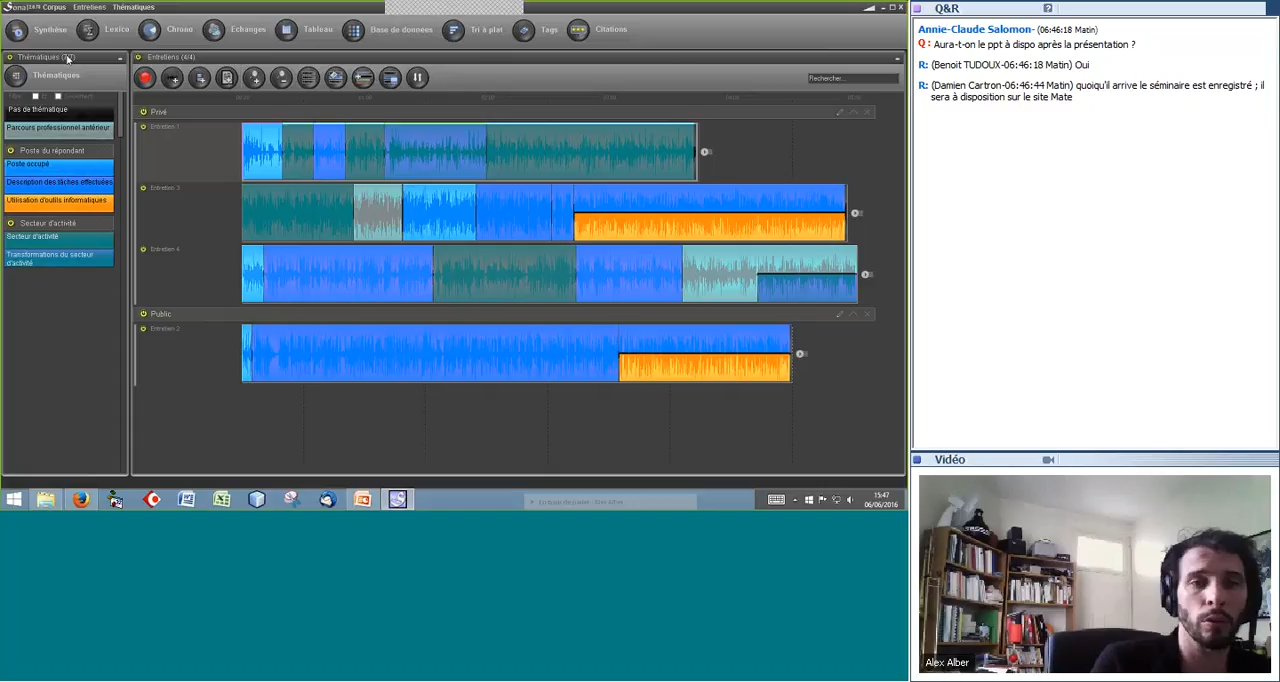 Sona (2479) Corpus Entretiens Thématiques
Synthèse Lexico Chrono Echanges Tableau Base de données Tri à plat Tags Citations
Thématiques
Entretiens (4/4)
Thématiques
Rechercher...
Pas de thématique
Parcours professionnel antérieur
Poste du répondant
Poste occupé
Description des tâches effectuées
Utilisation d'outils informatiques
Secteur d'activité
Secteur d'activité
Transformations du secteur
d'activité
Privé
Entretien 1
Entretien 3
Entretien 4
Public
Entretien 2
15:47
06/06/2016
Q&R
Annie-Claude Salomon- (06:46:18 Matin)
Q : Aura-t-on le ppt à dispo après la présentation ?
R: (Benoit TUDOUX-06:46:18 Matin) Oui
R: (Damien Cartron-06:46:44 Matin) quoiqu'il arrive le séminaire est enregistré ; il
sera à disposition sur le site Mate
Vidéo
Alex Alber